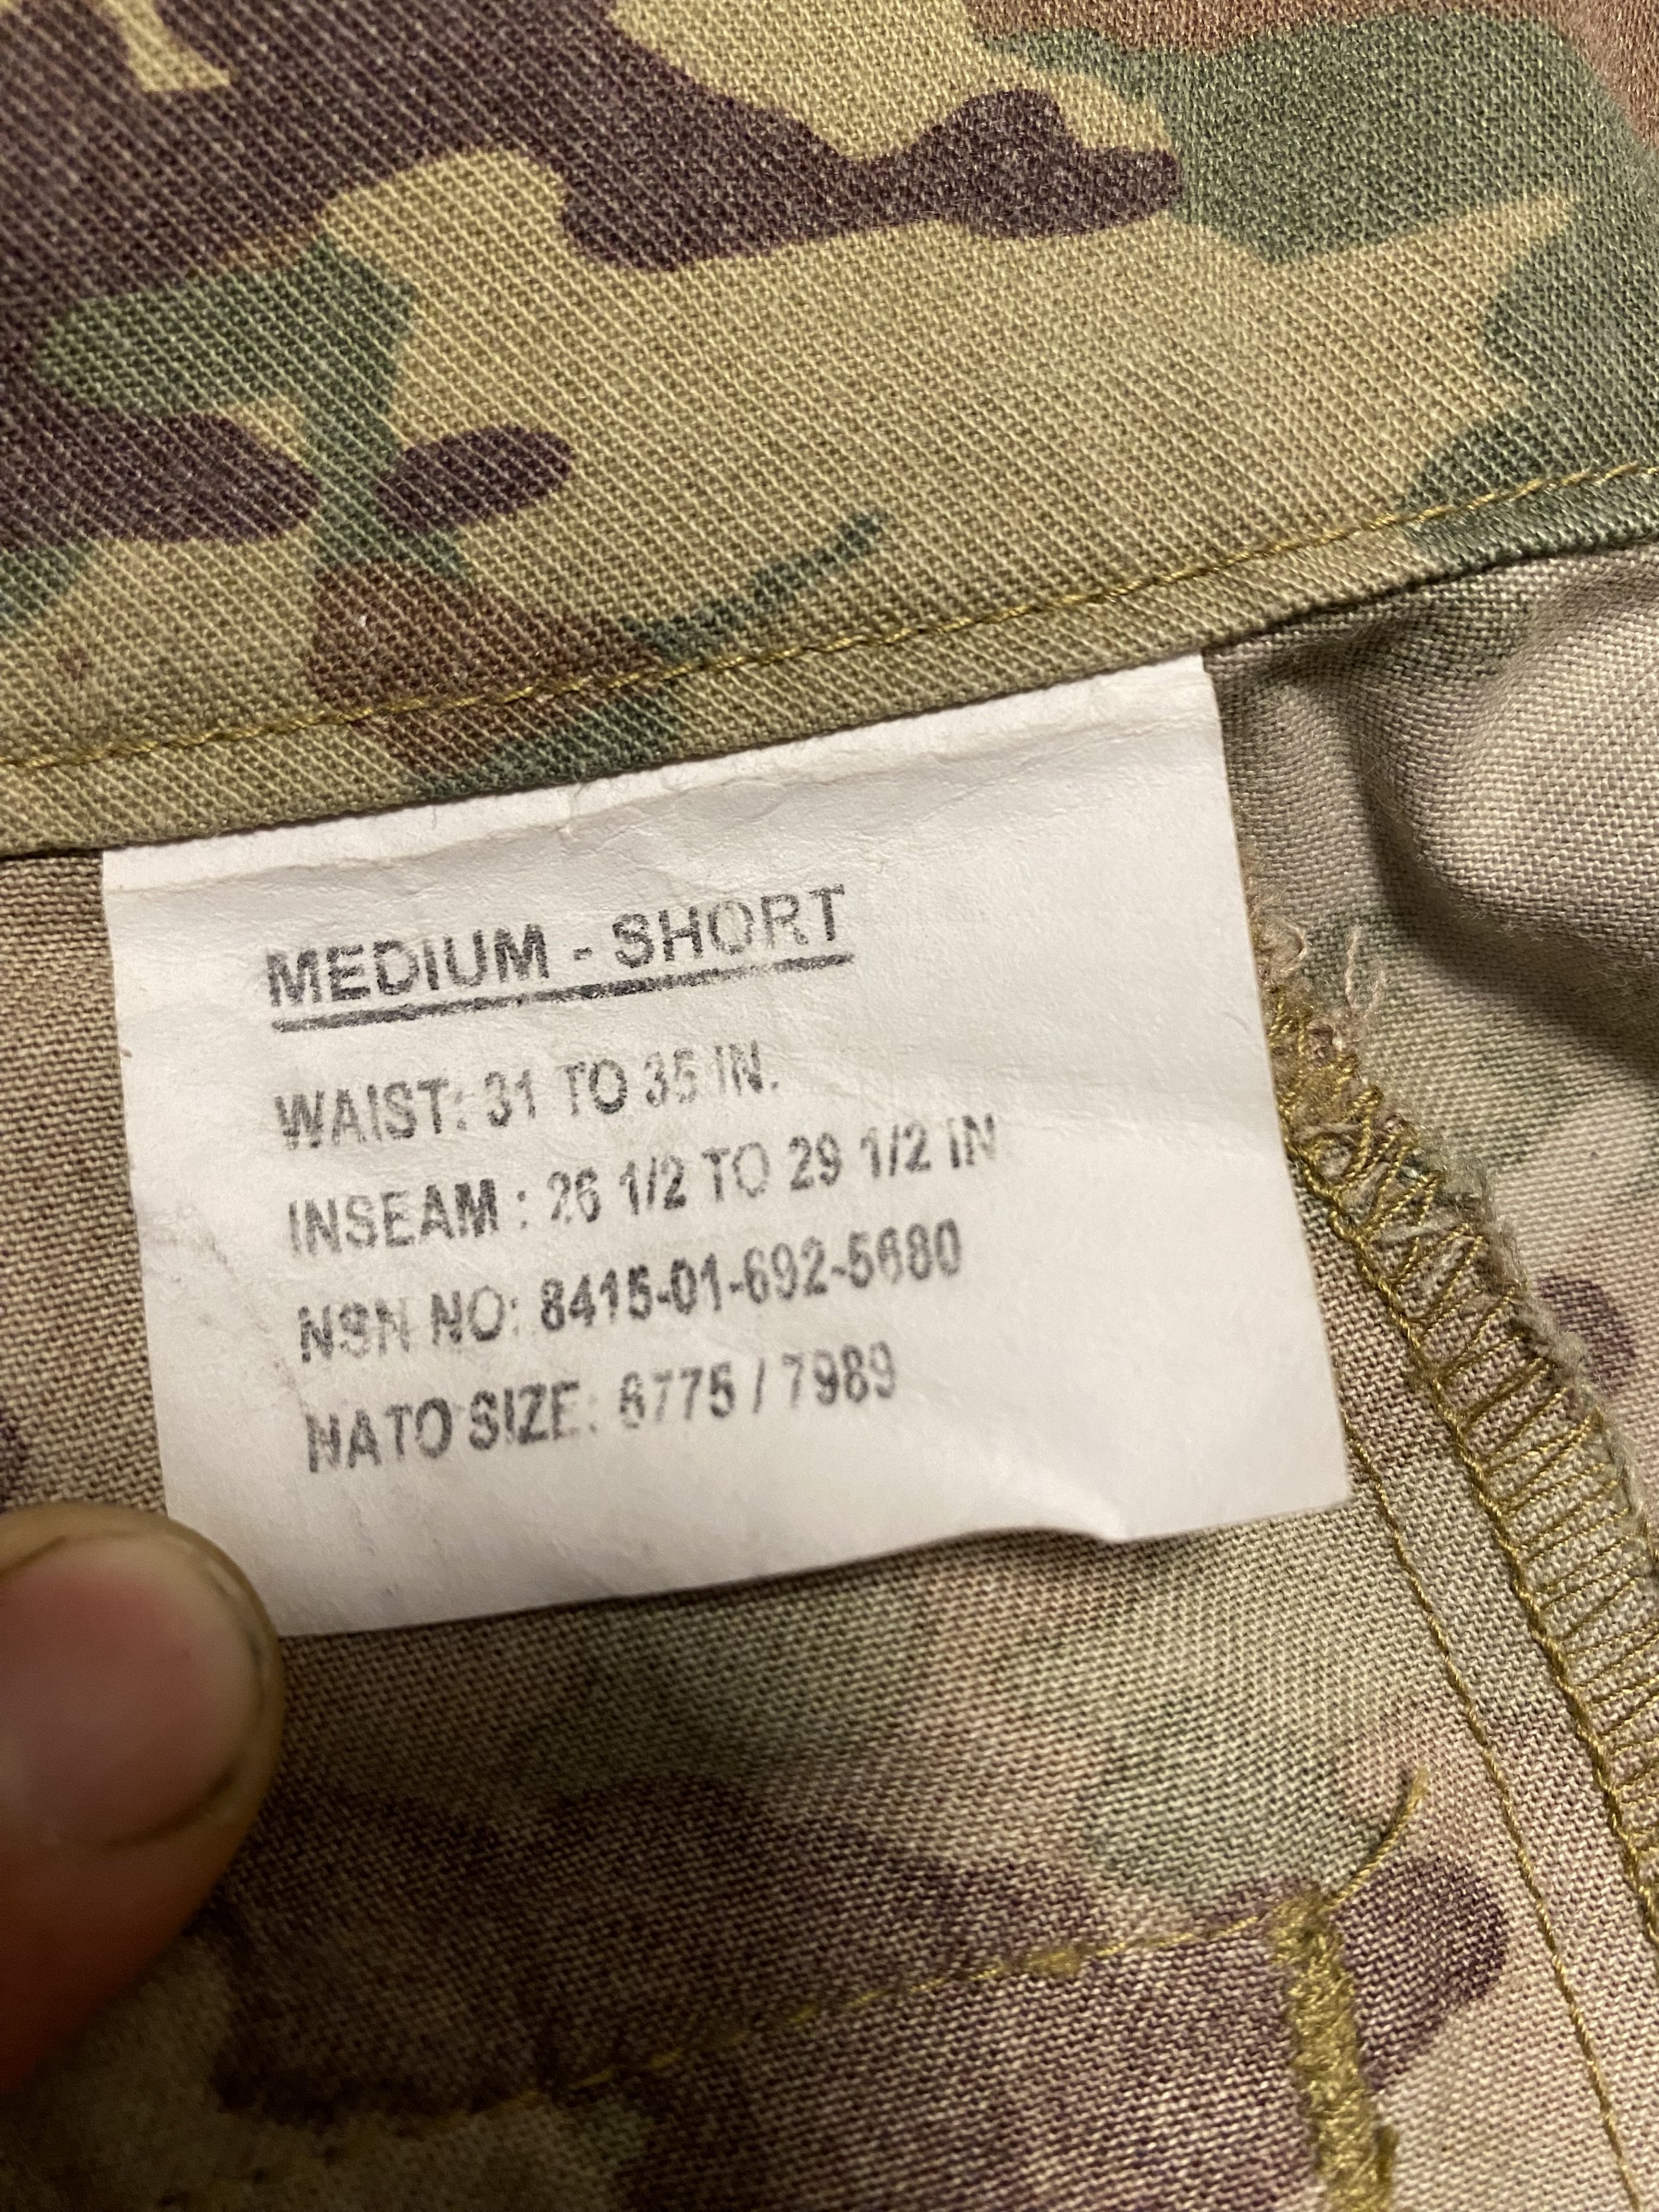 MEDIUM - SHORT
WAIST: 31 TO 35 IN.
INSEAM : 26 1/2 TO 29 1/2 IN
NSN NO: 8415-01-692-5680
NATO SIZE: 6775 / 7989